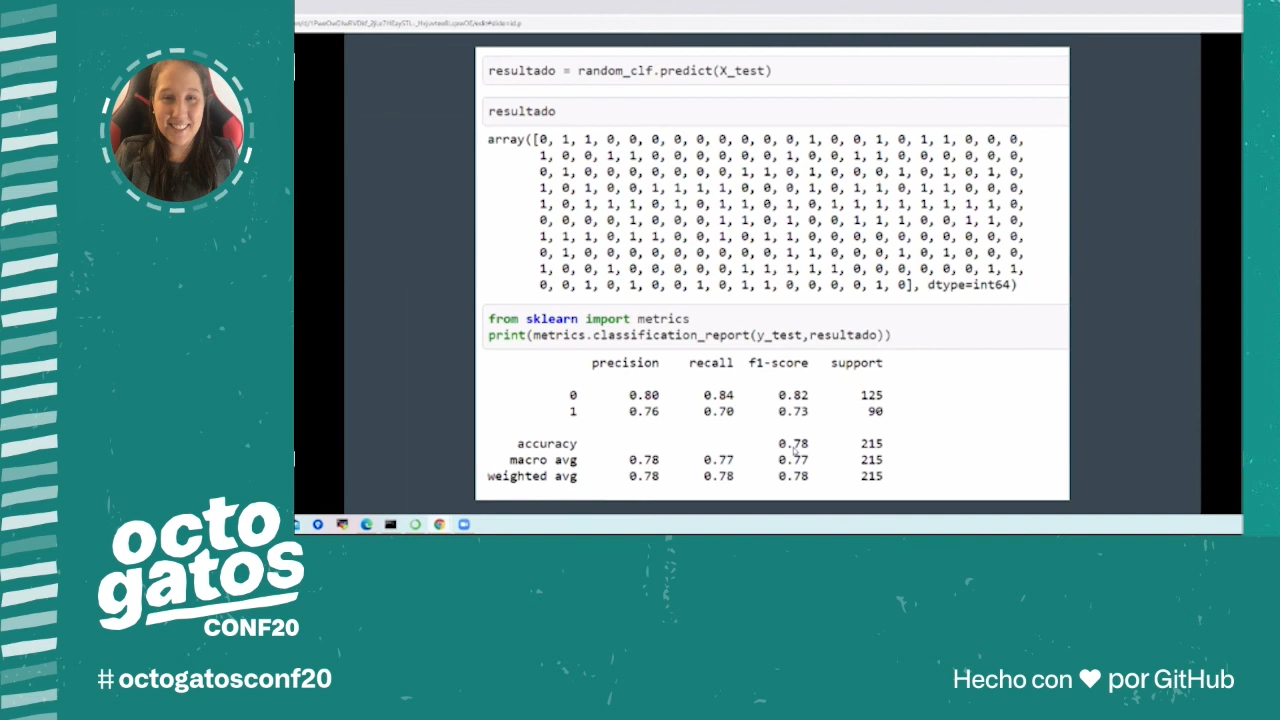 resultado = random_clf.predict(X_test)
resultado
array([0, 1, 1, 0, 0, 0, 0, 0, 0, 0, 0, 0, 1, 0, 0, 1, 0, 1, 1, 0, 0, 0,
1, 0, 0, 1, 1, 0, 0, 0, 0, 0, 0, 1, 0, 0, 1, 1, 0, 0, 0, 0, 0, 0,
0, 1, 0, 0, 0, 0, 0, 0, 0, 1, 1, 0, 1, 0, 0, 0, 1, 0, 1, 0, 1, 0,
1, 0, 1, 0, 0, 1, 1, 1, 1, 0, 0, 0, 1, 0, 1, 1, 0, 1, 1, 0, 0, 0,
1, 0, 1, 1, 1, 0, 1, 0, 1, 1, 0, 1, 0, 1, 1, 1, 1, 1, 1, 1, 1, 0,
0, 0, 0, 0, 1, 0, 0, 0, 1, 1, 0, 1, 0, 0, 1, 1, 1, 0, 0, 1, 1, 0,
1, 1, 1, 0, 1, 1, 0, 0, 1, 0, 1, 1, 0, 0, 0, 0, 0, 0, 0, 0, 0, 0,
0, 1, 0, 0, 0, 0, 0, 0, 0, 0, 0, 1, 1, 0, 0, 0, 1, 0, 1, 0, 0, 0,
1, 0, 0, 1, 0, 0, 0, 0, 0, 1, 1, 1, 1, 1, 0, 0, 0, 0, 0, 0, 1, 1,
0, 0, 1, 0, 1, 0, 0, 1, 0, 1, 1, 0, 0, 0, 0, 1, 0], dtype=int64)
from sklearn import metrics
print(metrics.classification_report(y_test,resultado))
precision recall f1-score support
0 0.80 0.84 0.82 125
1 0.76 0.70 0.73 90
accuracy 0.78 215
macro avg 0.78 0.77 0.77 215
weighted avg 0.78 0.78 0.78 215
octo
gatos
CONF20
#octogatosconf20
Hecho con ♥ por GitHub